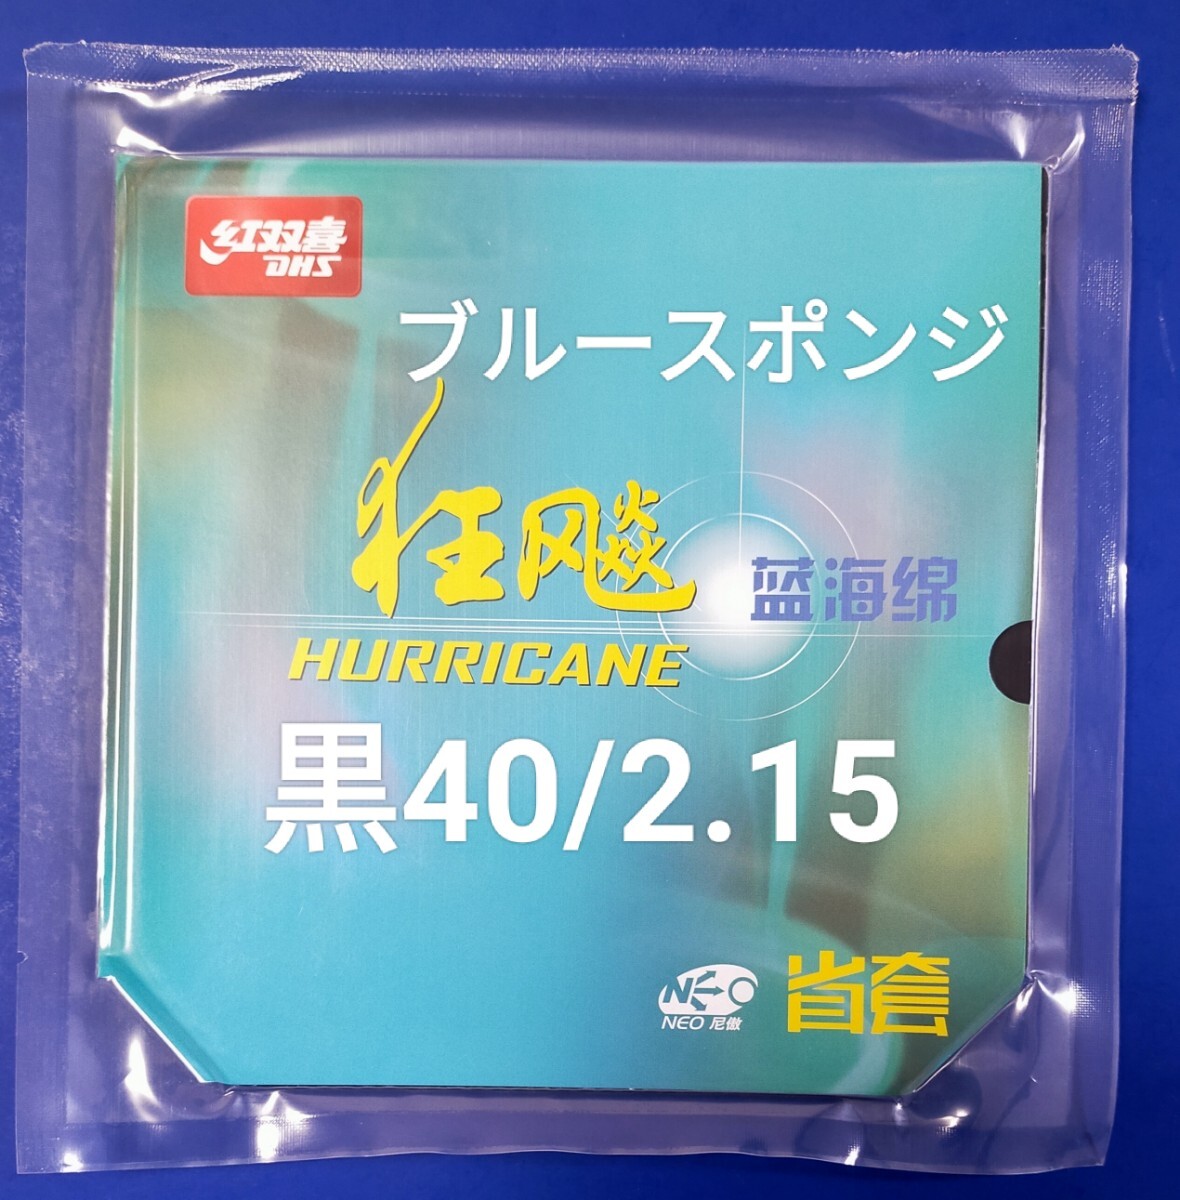 红双喜
DHS
ブルースポンジ
狂飚
蓝海绵
HURRICANE
黒40/2.15
NEO
NEO 尼傲
省套